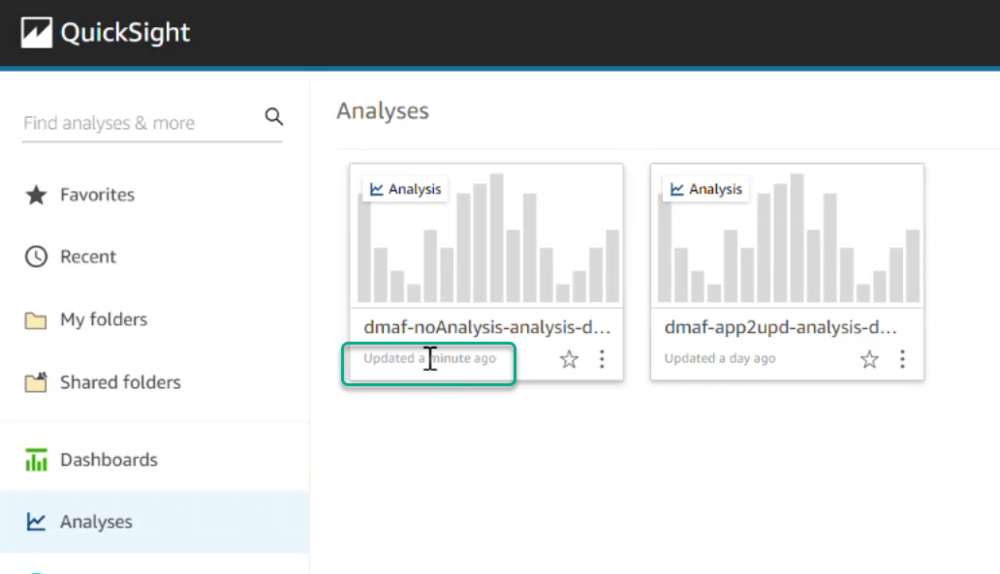 QuickSight
Find analyses & more
Favorites
Recent
My folders
Shared folders
Dashboards
Analyses
Analyses
Analysis
dmaf-noAnalysis-analysis-d...
Updated a minute ago
Analysis
dmaf-app2upd-analysis-d...
Updated a day ago